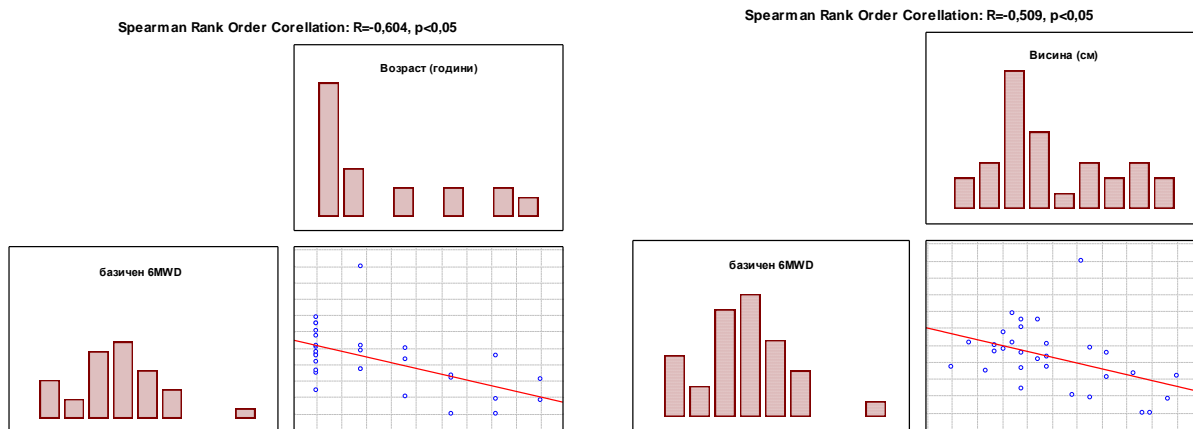 Spearman Rank Order Corellation: R=-0,604, p<0,05
Возраст (години)
базичен 6MWD
Spearman Rank Order Corellation: R=-0,509, p<0,05
Висина (см)
базичен 6MWD